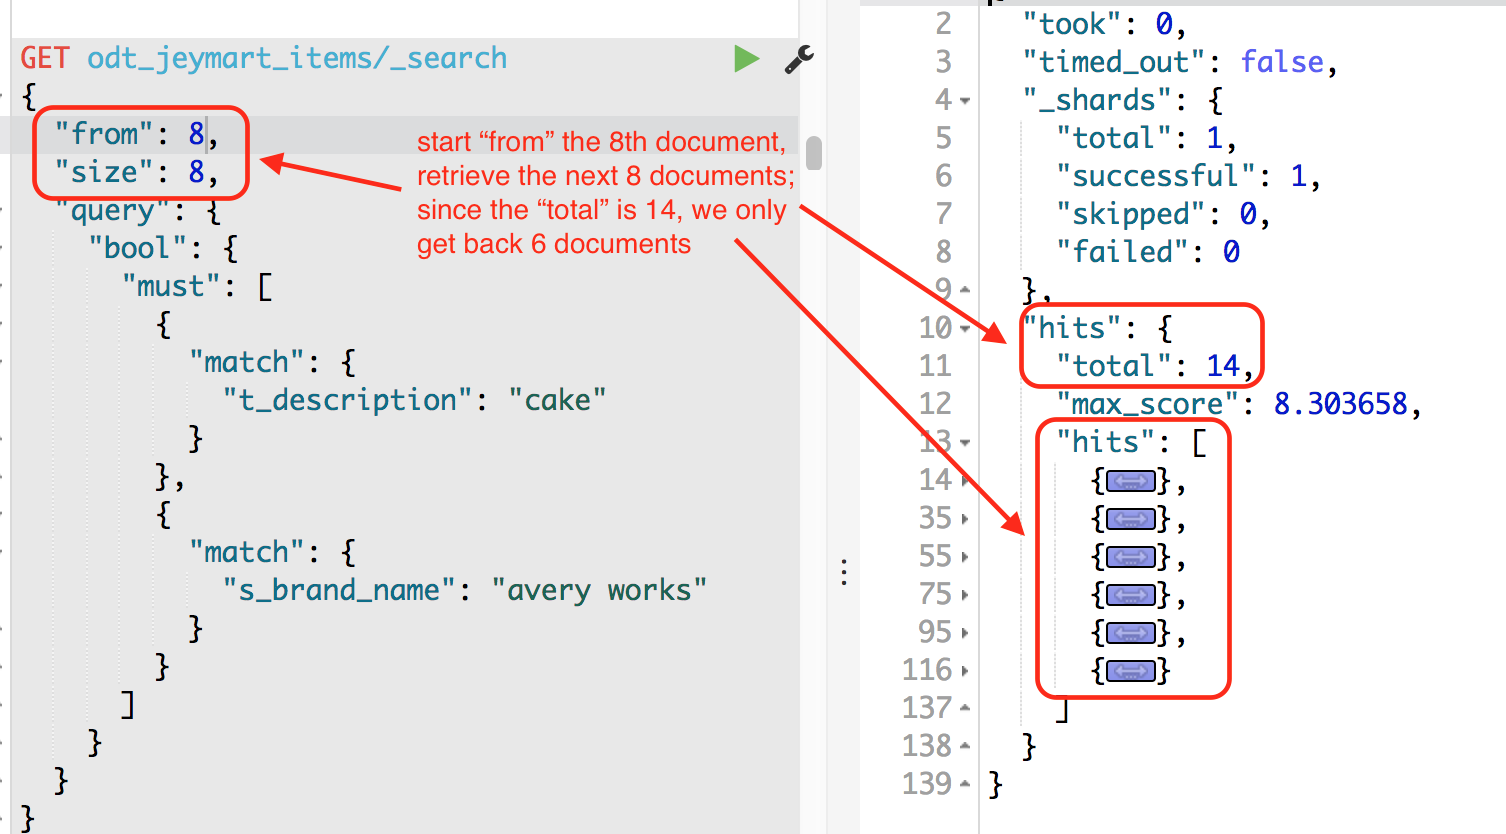 GET odt_jeymart_items/_search
{
"from": 8,
"size": 8,
"query": {
"bool": {
"must": [
{
"match": {
"t_description": "cake"
}
},
{
"match": {
"s_brand_name": "avery works"
}
}
]
}
}
}
start “from” the 8th document,
retrieve the next 8 documents;
since the “total” is 14, we only
get back 6 documents
2 "took": 0,
3 "timed_out": false,
4 "_shards": {
5 "total": 1,
6 "successful": 1,
7 "skipped": 0,
8 "failed": 0
9 },
10 "hits": {
11 "total": 14,
12 "max_score": 8.303658,
13 "hits": [
14 {},
35 {},
55 {},
75 {},
95 {},
116 {}
137 ]
138 }
139 }